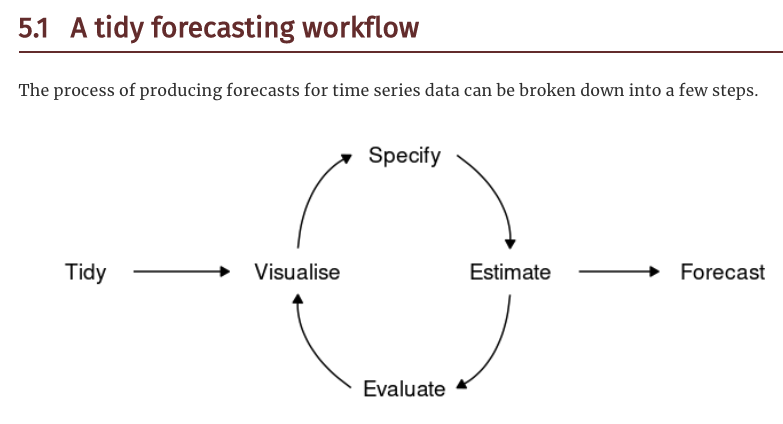 5.1 A tidy forecasting workflow
The process of producing forecasts for time series data can be broken down into a few steps.
Specify
Tidy
Visualise
Estimate
Forecast
Evaluate